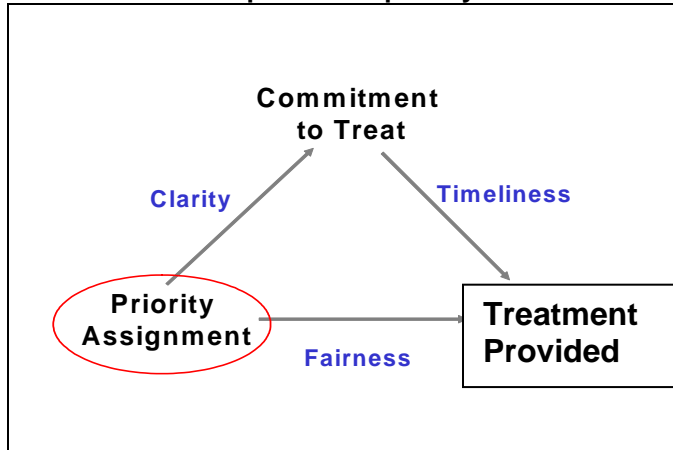 Commitment
to Treat
Clarity
Timeliness
Priority
Assignment
Treatment
Provided
Fairness